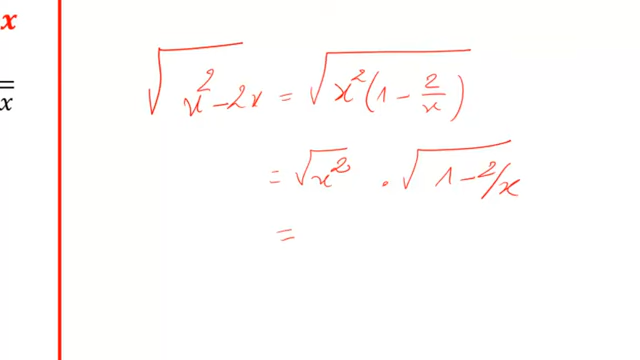 x
=
x
√(x² - 2x) = √(x²(1 - 2/x))
= √x² . √(1 - 2/x)
=